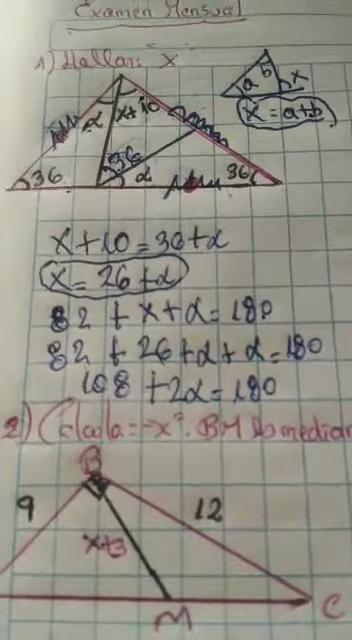 Examen Mensual
1) Hallar: X
b
a
x
X = a+b
α
x+10
36
36
α
36
x+10=36+α
x=26+α
82 + x+α=180
82 + 26+α+α=180
108 +2α=180
2) Calcula=-x?. BM es median
B
9
12
x+3
M
C